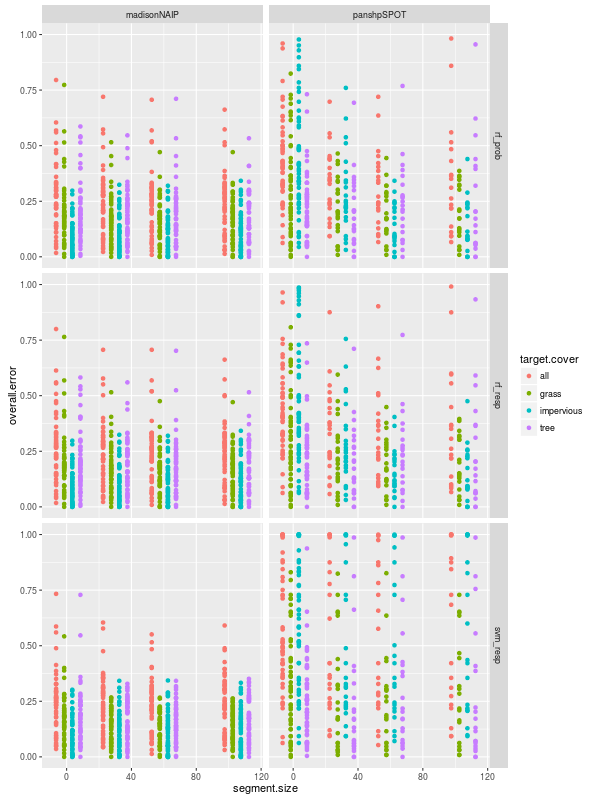 madisonNAIP panshpSPOT
1.00
0.75
0.50
0.25
0.00
rf_prob
1.00
0.75
0.50
0.25
0.00
rf_resp
1.00
0.75
0.50
0.25
0.00
svm_resp
overall.error
0 40 80 120 0 40 80 120
segment.size
target.cover
all
grass
impervious
tree